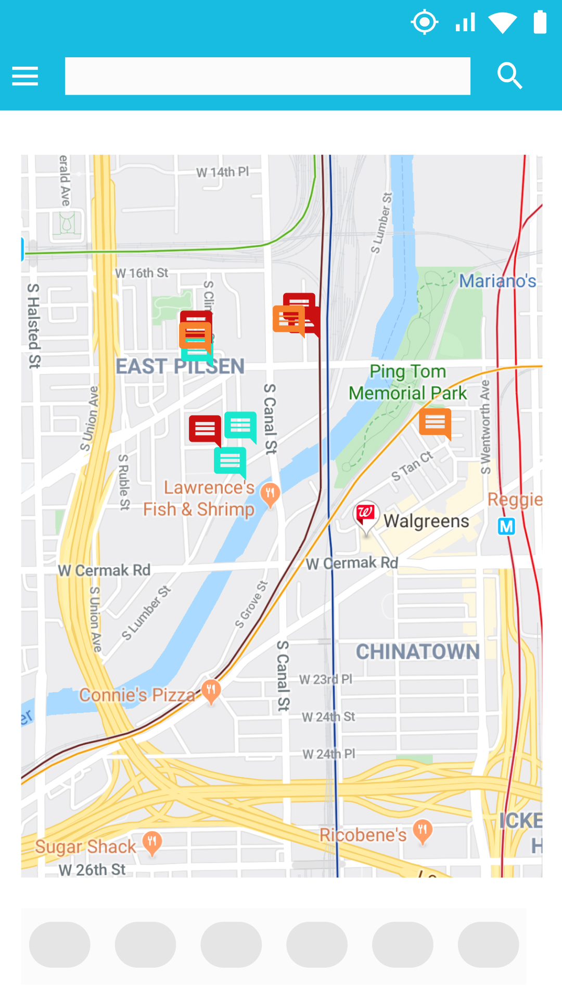 erald Ave
W 14th Pl
S Lumber St
W 16th St
Mariano's
S Halsted St
EAST PILSEN
Ping Tom
Memorial Park
S Union Ave
S Canal St
S Wentworth Ave
S Ruble St
S Tan Ct
Lawrence's
Fish & Shrimp
Reggie
Walgreens
M
W Cermak Rd
W Cermak Rd
S Union Ave
S Lumber St
S Grove St
S Canal St
CHINATOWN
W 23rd Pl
Connie's Pizza
er
W 24th St
W 24th Pl
ICKE
H
Ricobene's
Sugar Shack
W 26th St